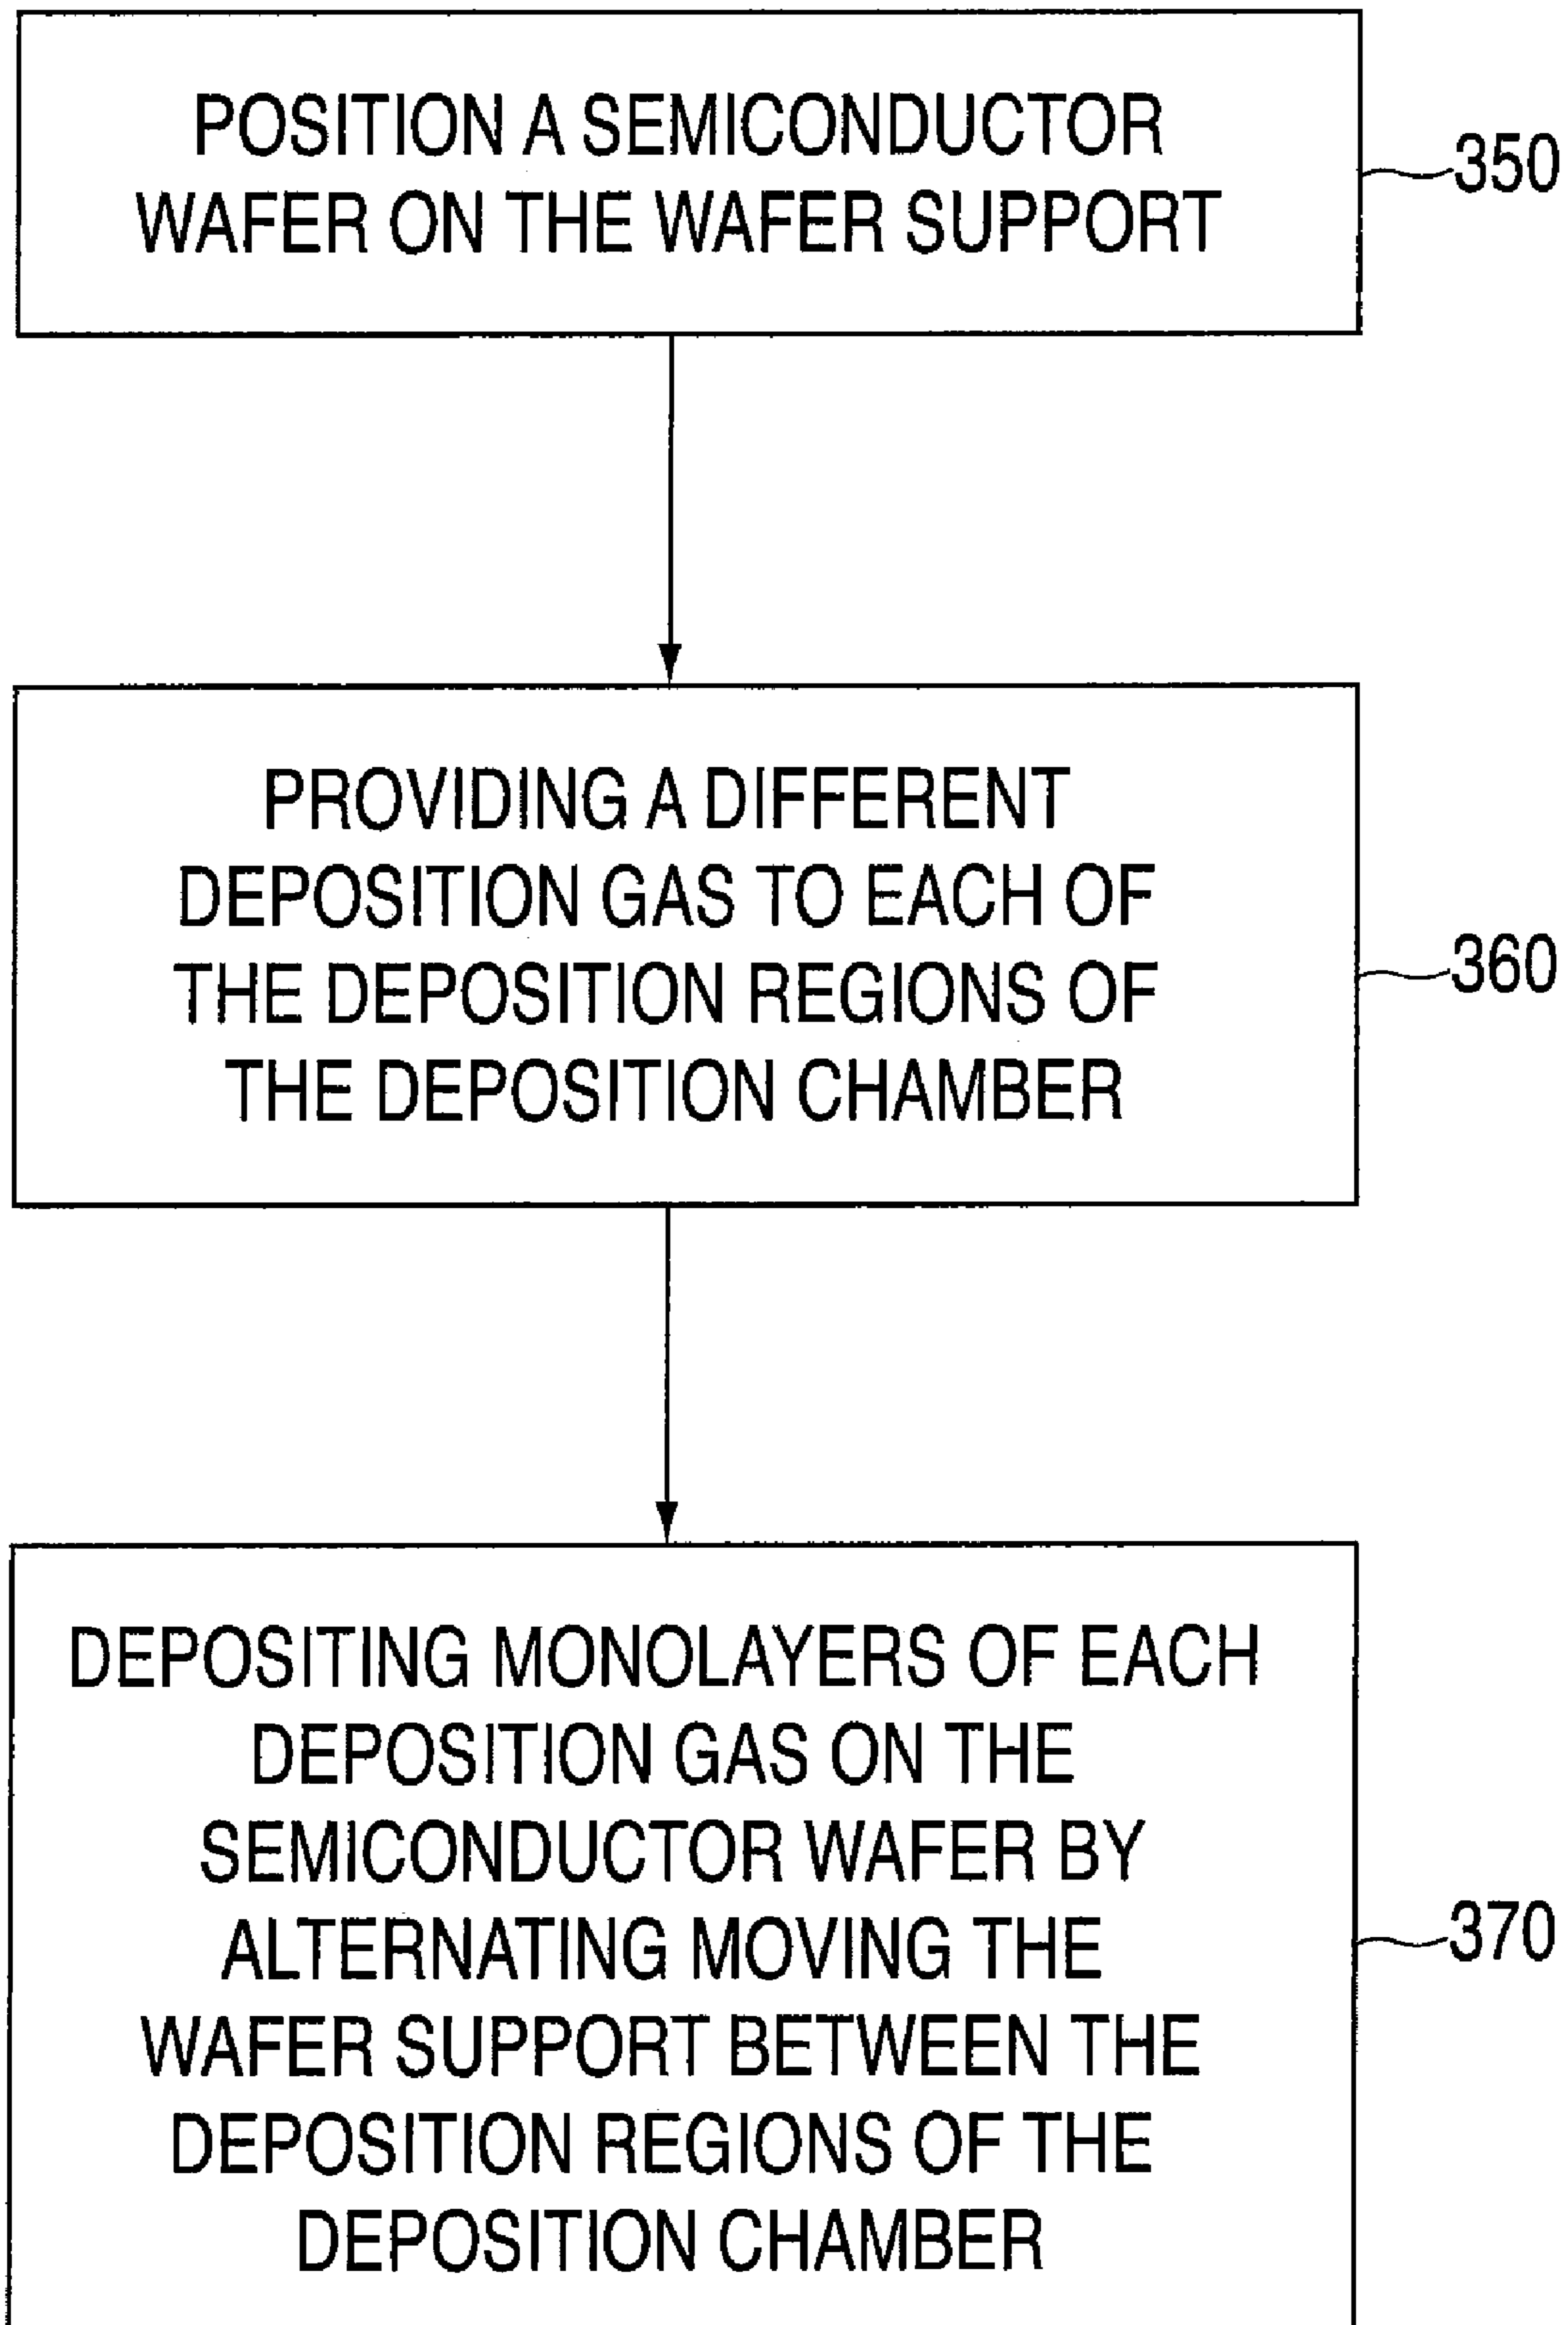 POSITION A SEMICONDUCTOR
WAFER ON THE WAFER SUPPORT
350
PROVIDING A DIFFERENT
DEPOSITION GAS TO EACH OF
THE DEPOSITION REGIONS OF
THE DEPOSITION CHAMBER
360
DEPOSITING MONOLAYERS OF EACH
DEPOSITION GAS ON THE
SEMICONDUCTOR WAFER BY
ALTERNATING MOVING THE
WAFER SUPPORT BETWEEN THE
DEPOSITION REGIONS OF THE
DEPOSITION CHAMBER
370